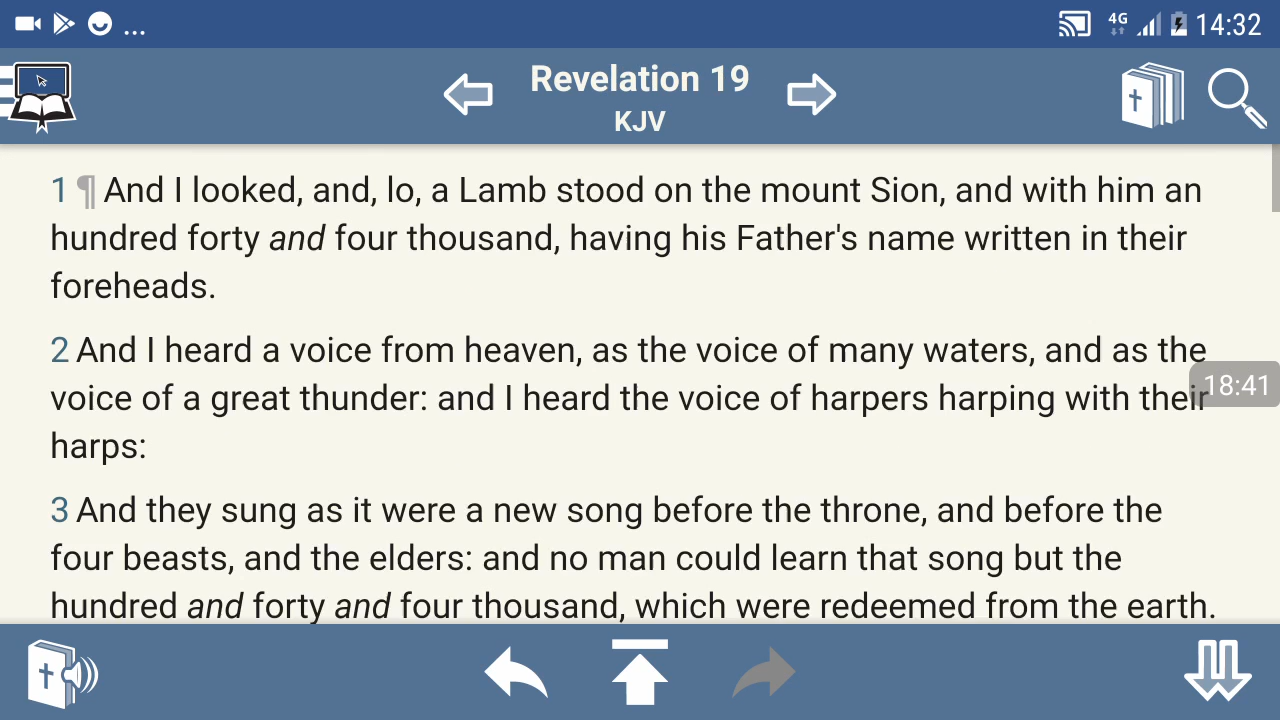 ... 4G 14:32
Revelation 19
KJV
1 ¶ And I looked, and, lo, a Lamb stood on the mount Sion, and with him an
hundred forty and four thousand, having his Father's name written in their
foreheads.
2 And I heard a voice from heaven, as the voice of many waters, and as the
voice of a great thunder: and I heard the voice of harpers harping with their
18:41
harps:
3 And they sung as it were a new song before the throne, and before the
four beasts, and the elders: and no man could learn that song but the
hundred and forty and four thousand, which were redeemed from the earth.